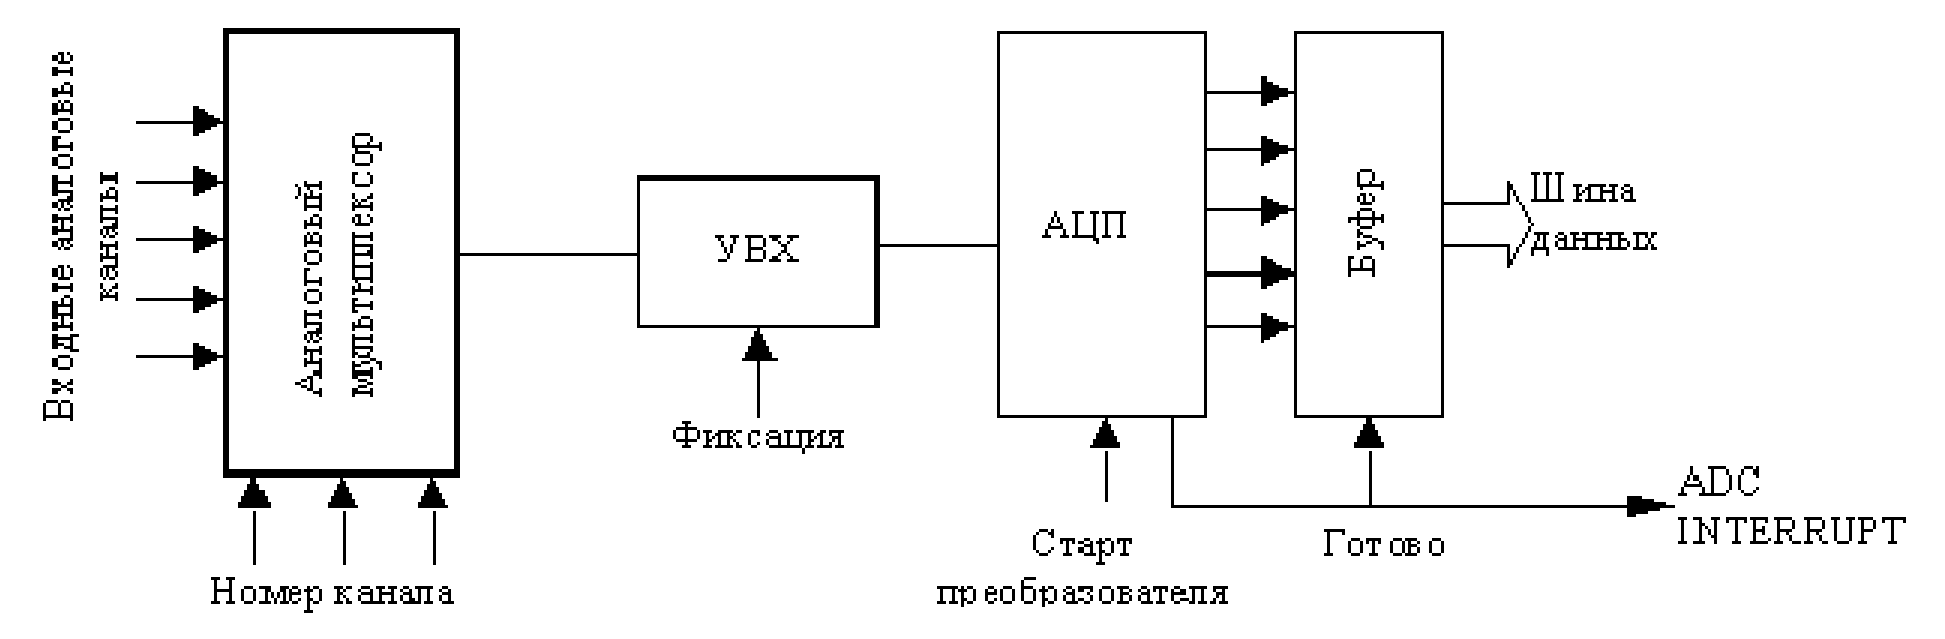 Входные аналоговые
каналы
Аналоговый
мультиплексор
Номер канала
УВХ
Фиксация
АЦП
Старт
преобразователя
Буфер
Готово
Шина
данных
ADC
INTERRUPT